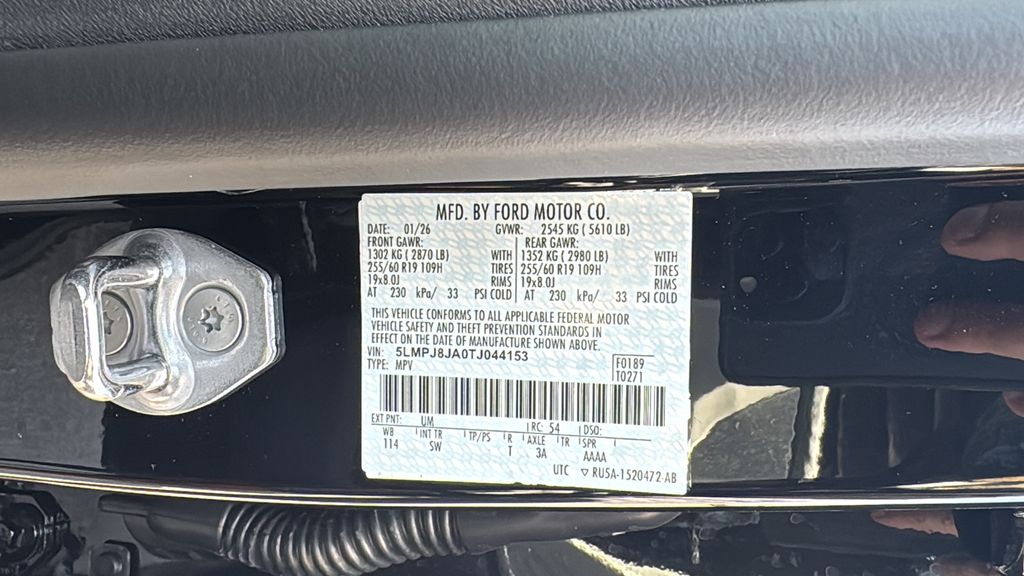 MFD. BY FORD MOTOR CO.
DATE: 01/26 GVWR: 2545 KG ( 5610 LB)
FRONT GAWR: REAR GAWR:
1302 KG ( 2870 LB) WITH 1352 KG ( 2980 LB) WITH
255/60 R19 109H TIRES 255/60 R19 109H TIRES
19x8.0J RIMS 19x8.0J RIMS
AT 230 kPa/ 33 PSI COLD AT 230 kPa/ 33 PSI COLD
THIS VEHICLE CONFORMS TO ALL APPLICABLE FEDERAL MOTOR
VEHICLE SAFETY AND THEFT PREVENTION STANDARDS IN
EFFECT ON THE DATE OF MANUFACTURE SHOWN ABOVE.
VIN: 5LMPJ8JA0TJ044153 F0189
TYPE: MPV T0271
EXT PNT: UM RC: 54 DSO:
WB INT TR TP/PS R AXLE TR SPR
114 SW T 3A AAAA
UTC ▽ RU5A-1520472-AB